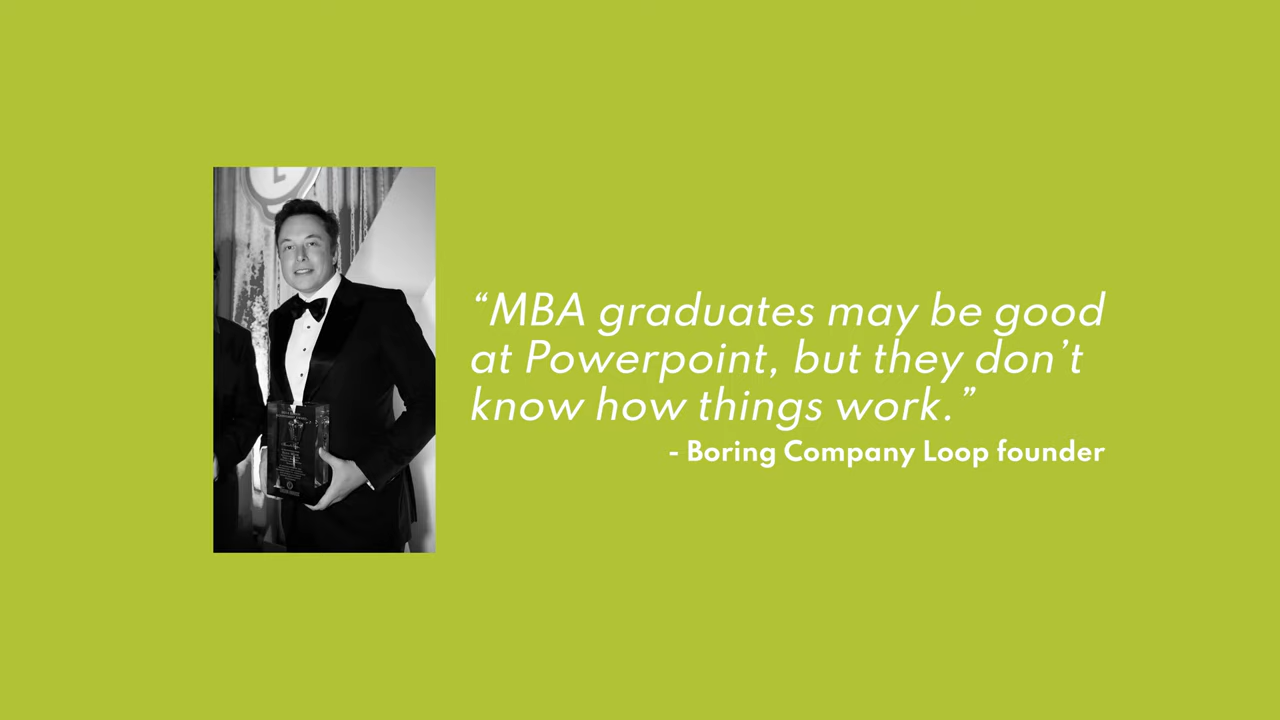 “MBA graduates may be good
at Powerpoint, but they don’t
know how things work.”
- Boring Company Loop founder